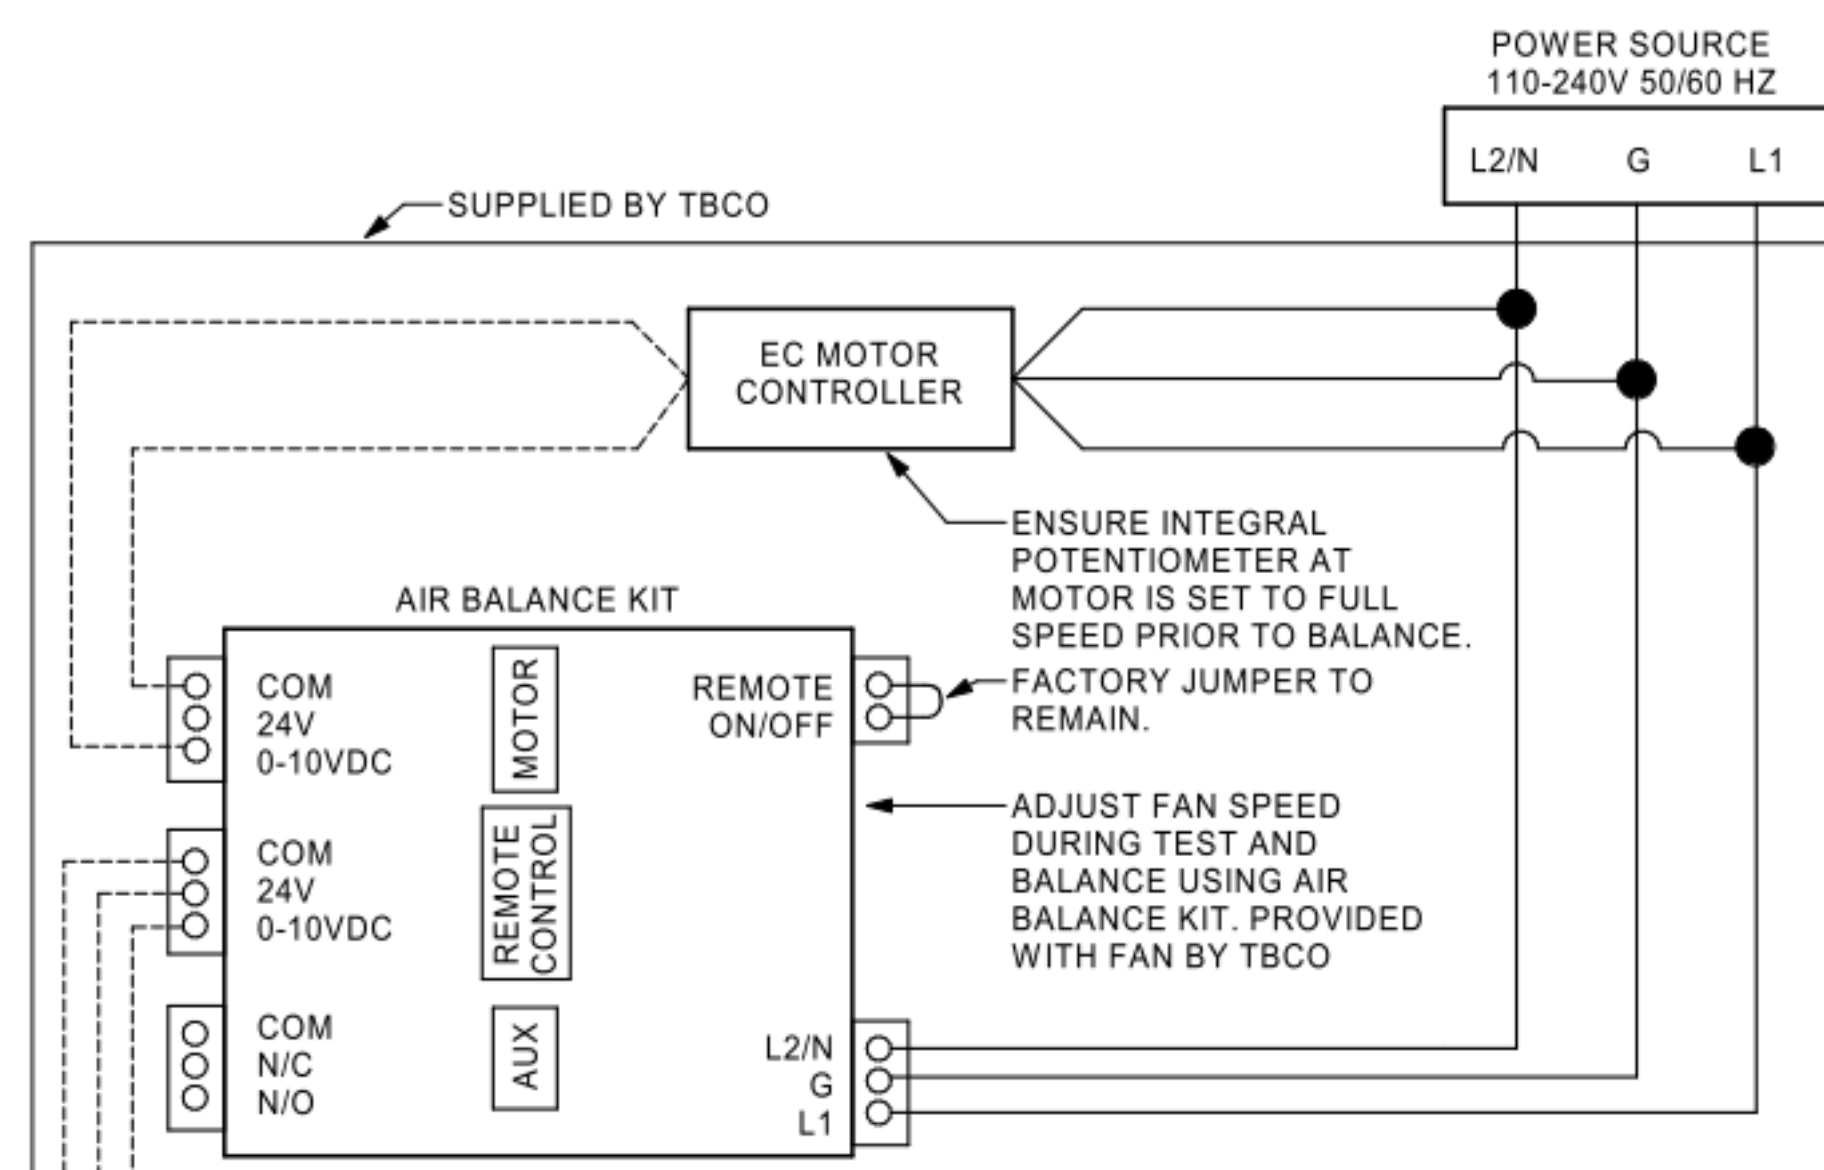 POWER SOURCE
110-240V 50/60 HZ
L2/N
G
L1
SUPPLIED BY TBCO
EC MOTOR
CONTROLLER
ENSURE INTEGRAL
POTENTIOMETER AT
MOTOR IS SET TO FULL
SPEED PRIOR TO BALANCE.
AIR BALANCE KIT
COM
24V
0-10VDC
MOTOR
REMOTE
ON/OFF
FACTORY JUMPER TO
REMAIN.
COM
24V
0-10VDC
REMOTE
CONTROL
ADJUST FAN SPEED
DURING TEST AND
BALANCE USING AIR
BALANCE KIT. PROVIDED
WITH FAN BY TBCO
COM
N/C
N/O
AUX
L2/N
G
L1